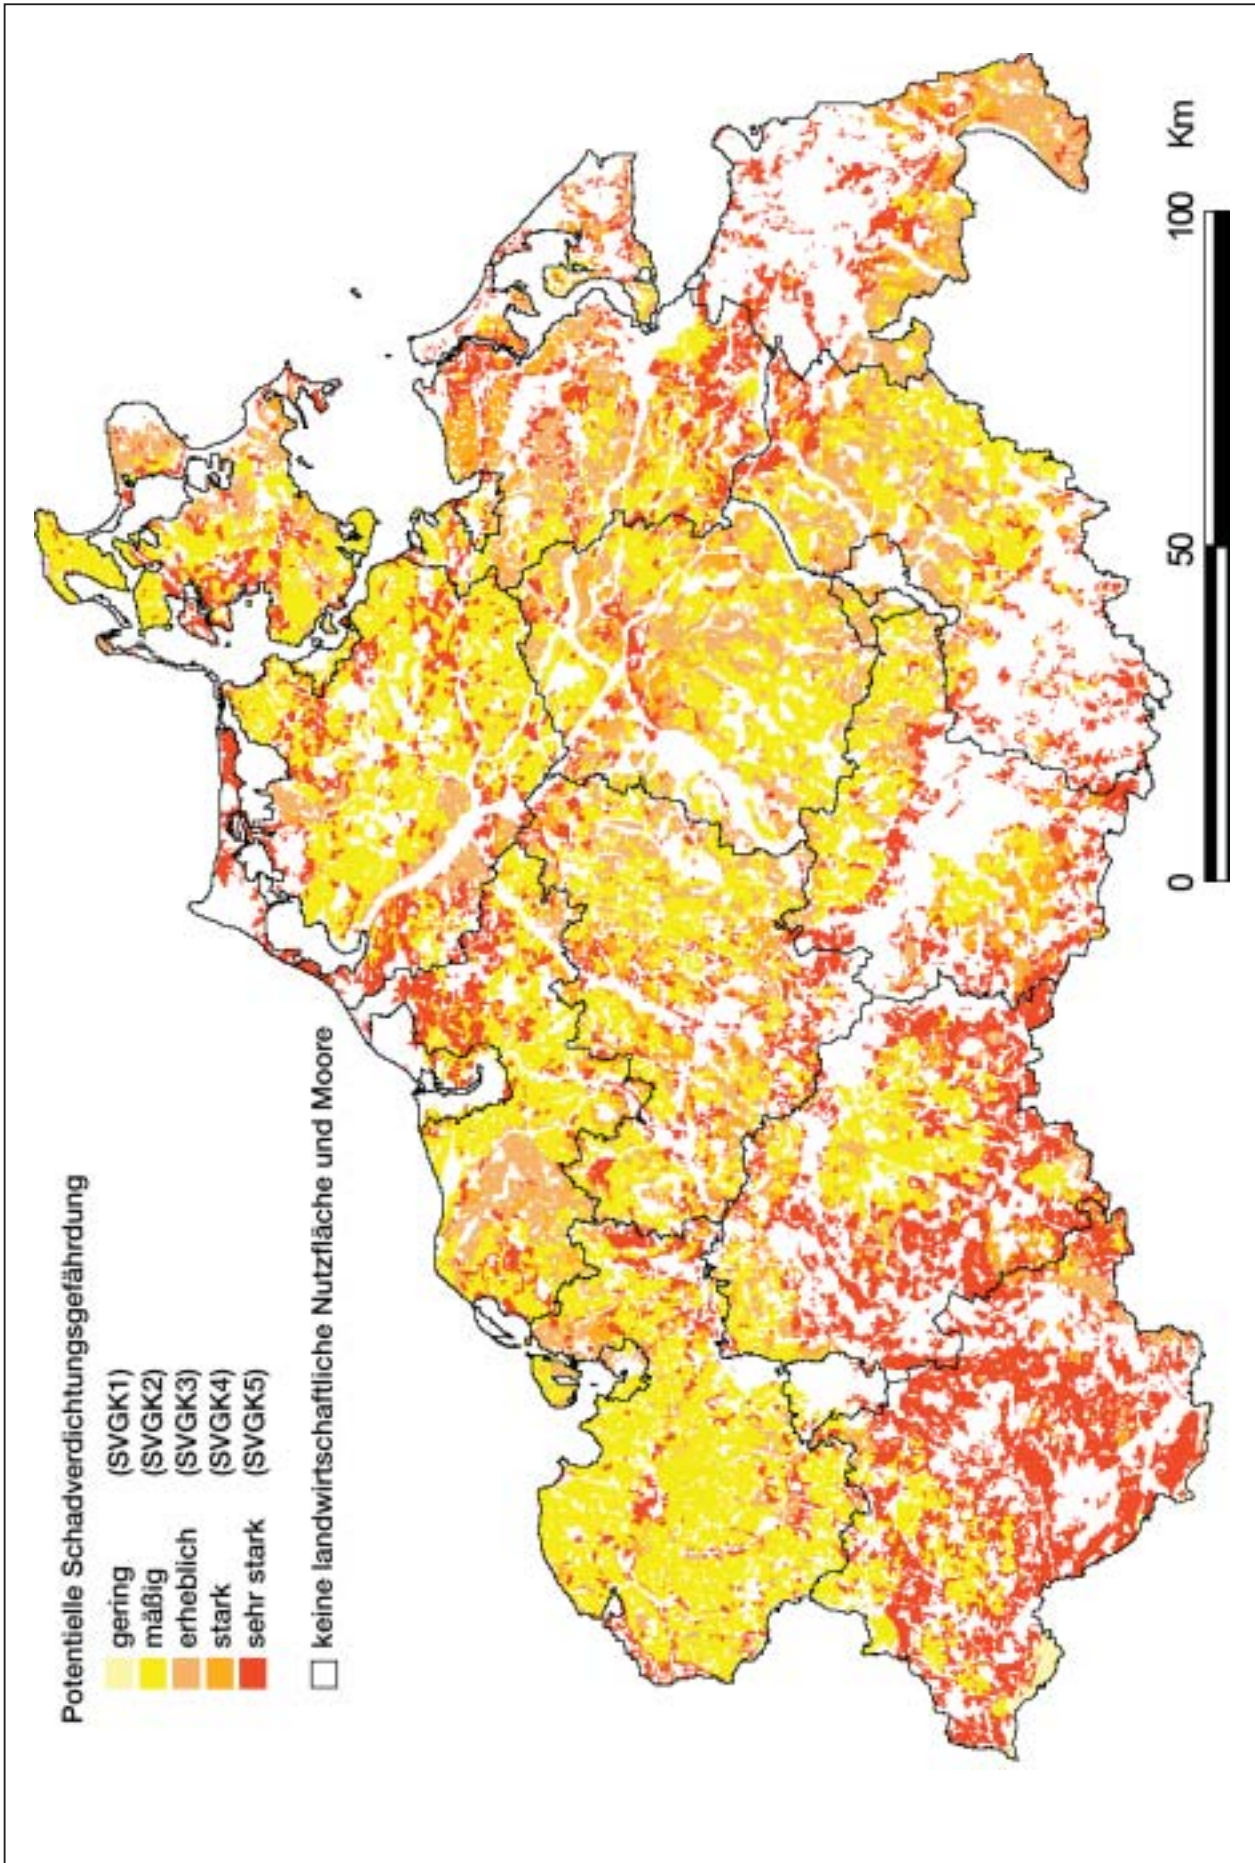 Potentielle Schadverdichtungsgefährdung
gering (SVGK1)
mäßig (SVGK2)
erheblich (SVGK3)
stark (SVGK4)
sehr stark (SVGK5)
keine landwirtschaftliche Nutzfläche und Moore
0 50 100 Km